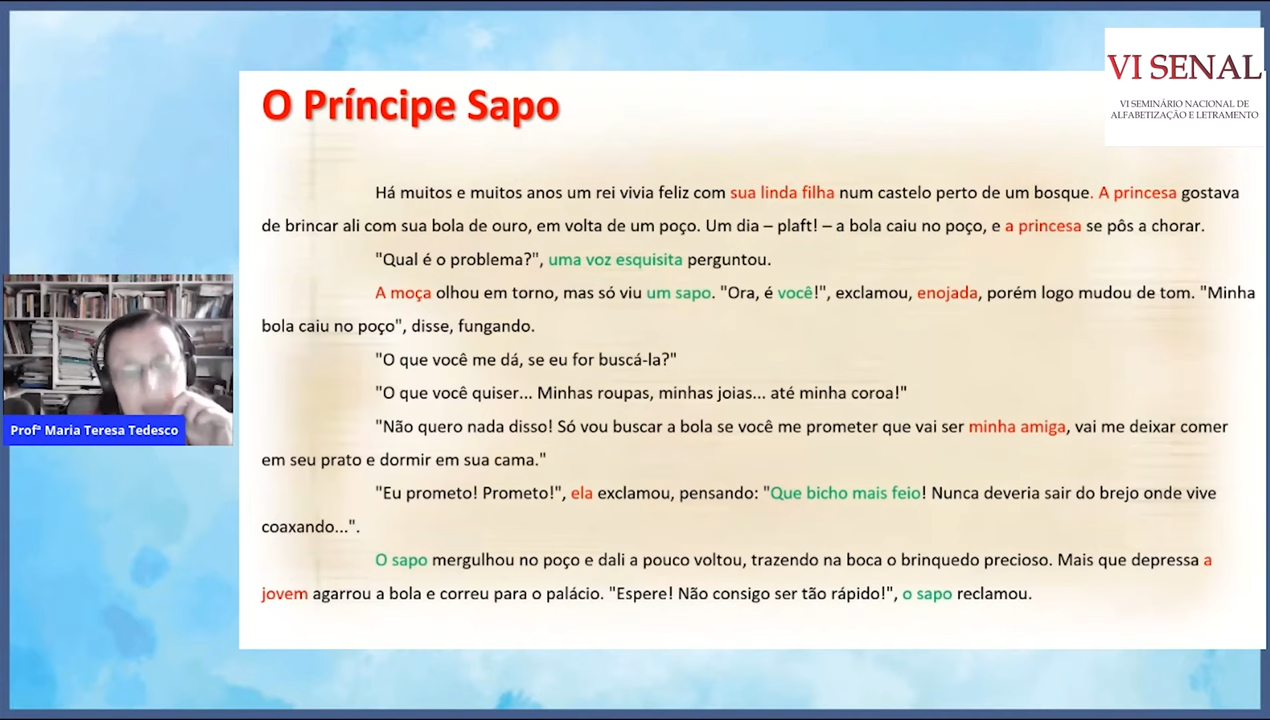 VI SENAL
VI SEMINÁRIO NACIONAL DE
ALFABETIZAÇÃO E LETRAMENTO
O Príncipe Sapo
Há muitos e muitos anos um rei vivia feliz com sua linda filha num castelo perto de um bosque. A princesa gostava
de brincar ali com sua bola de ouro, em volta de um poço. Um dia – plaft! – a bola caiu no poço, e a princesa se pôs a chorar.
"Qual é o problema?", uma voz esquisita perguntou.
A moça olhou em torno, mas só viu um sapo. "Ora, é você!", exclamou, enojada, porém logo mudou de tom. "Minha
bola caiu no poço", disse, fungando.
"O que você me dá, se eu for buscá-la?"
"O que você quiser... Minhas roupas, minhas joias... até minha coroa!"
"Não quero nada disso! Só vou buscar a bola se você me prometer que vai ser minha amiga, vai me deixar comer
em seu prato e dormir em sua cama."
"Eu prometo! Prometo!", ela exclamou, pensando: "Que bicho mais feio! Nunca deveria sair do brejo onde vive
coaxando...".
O sapo mergulhou no poço e dali a pouco voltou, trazendo na boca o brinquedo precioso. Mais que depressa a
jovem agarrou a bola e correu para o palácio. "Espere! Não consigo ser tão rápido!", o sapo reclamou.
Profª Maria Teresa Tedesco